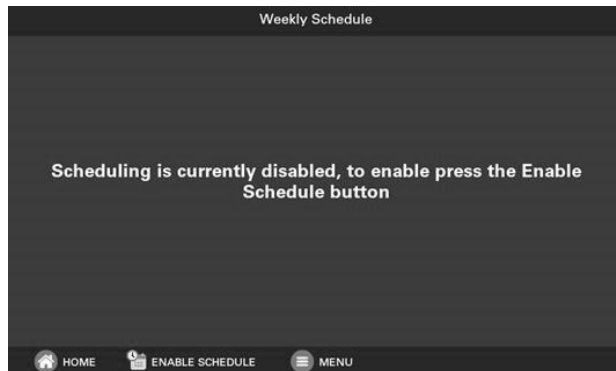 Weekly Schedule
Scheduling is currently disabled, to enable press the Enable
Schedule button
HOME ENABLE SCHEDULE MENU